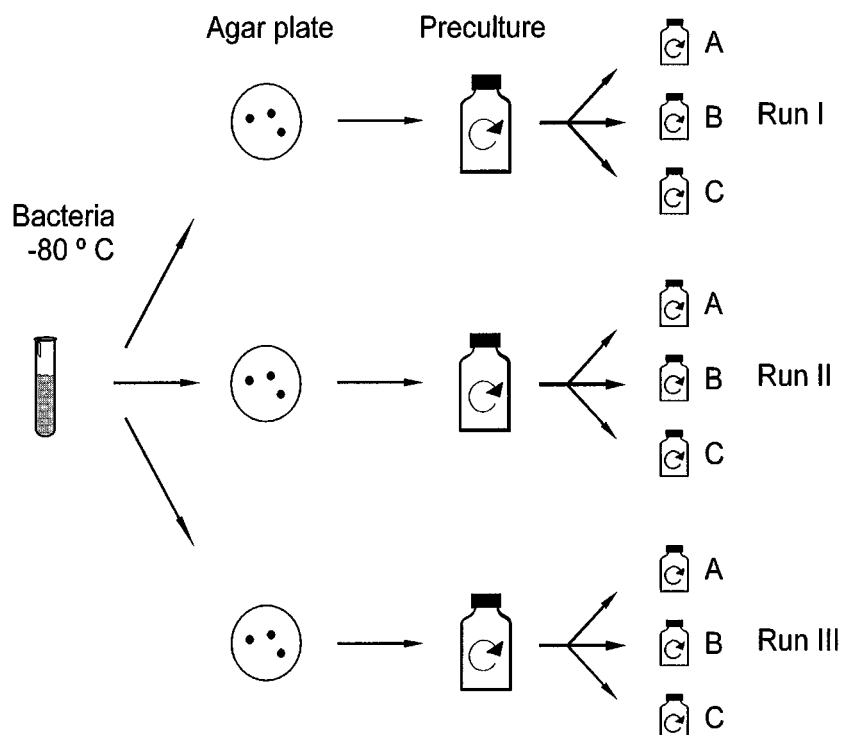 Agar plate Preculture
A
B Run I
C
Bacteria
-80 º C
A
B Run II
C
A
B Run III
C